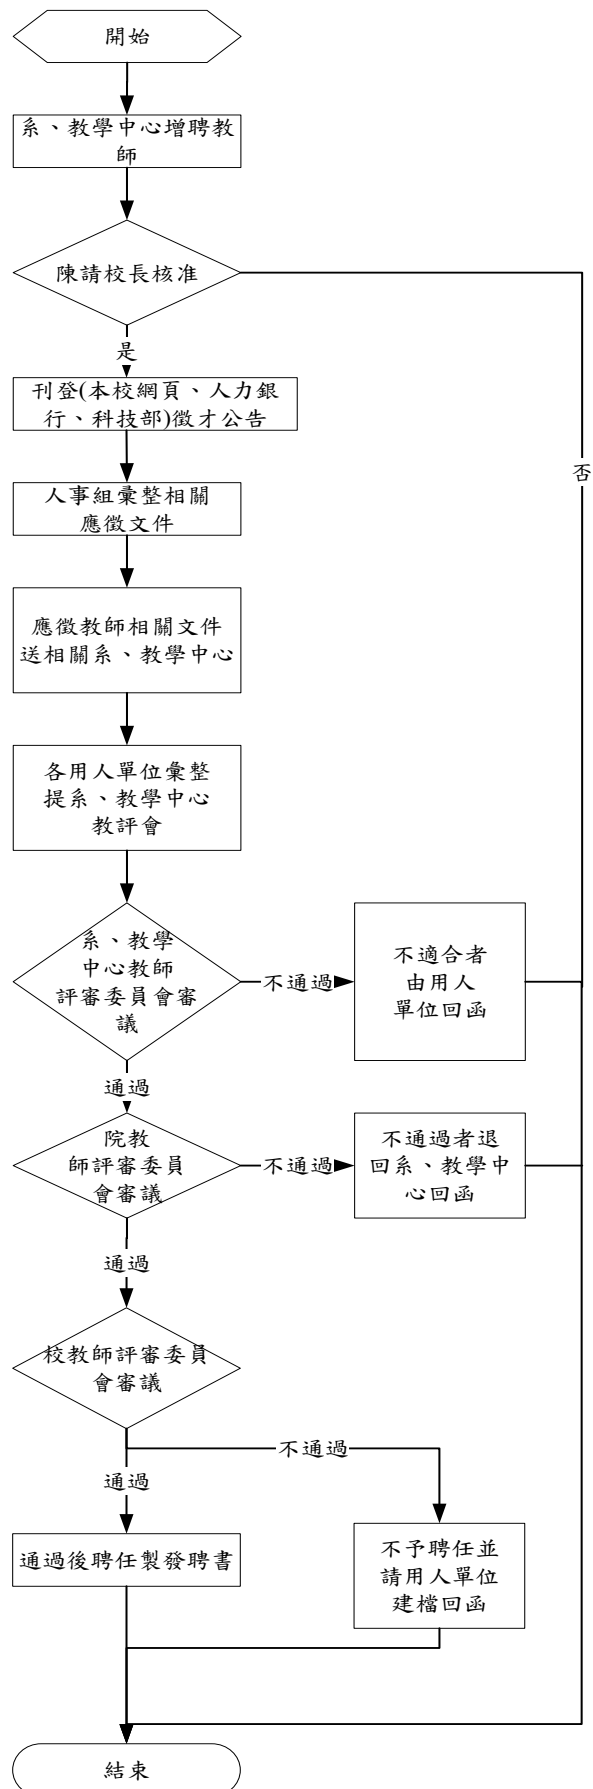 開始
系、教學中心增聘教
師
陳請校長核准
是
刊登(本校網頁、人力銀
行、科技部)徵才公告
否
人事組彙整相關
應徵文件
應徵教師相關文件
送相關系、教學中心
各用人單位彙整
提系、教學中心
教評會
系、教學
中心教師
評審委員會審
議
不通過
不適合者
由用人
單位回函
通過
院教
師評審委員
會審議
不通過
不通過者退
回系、教學中
心回函
通過
校教師評審委員
會審議
不通過
通過
通過後聘任製發聘書
不予聘任並
請用人單位
建檔回函
結束